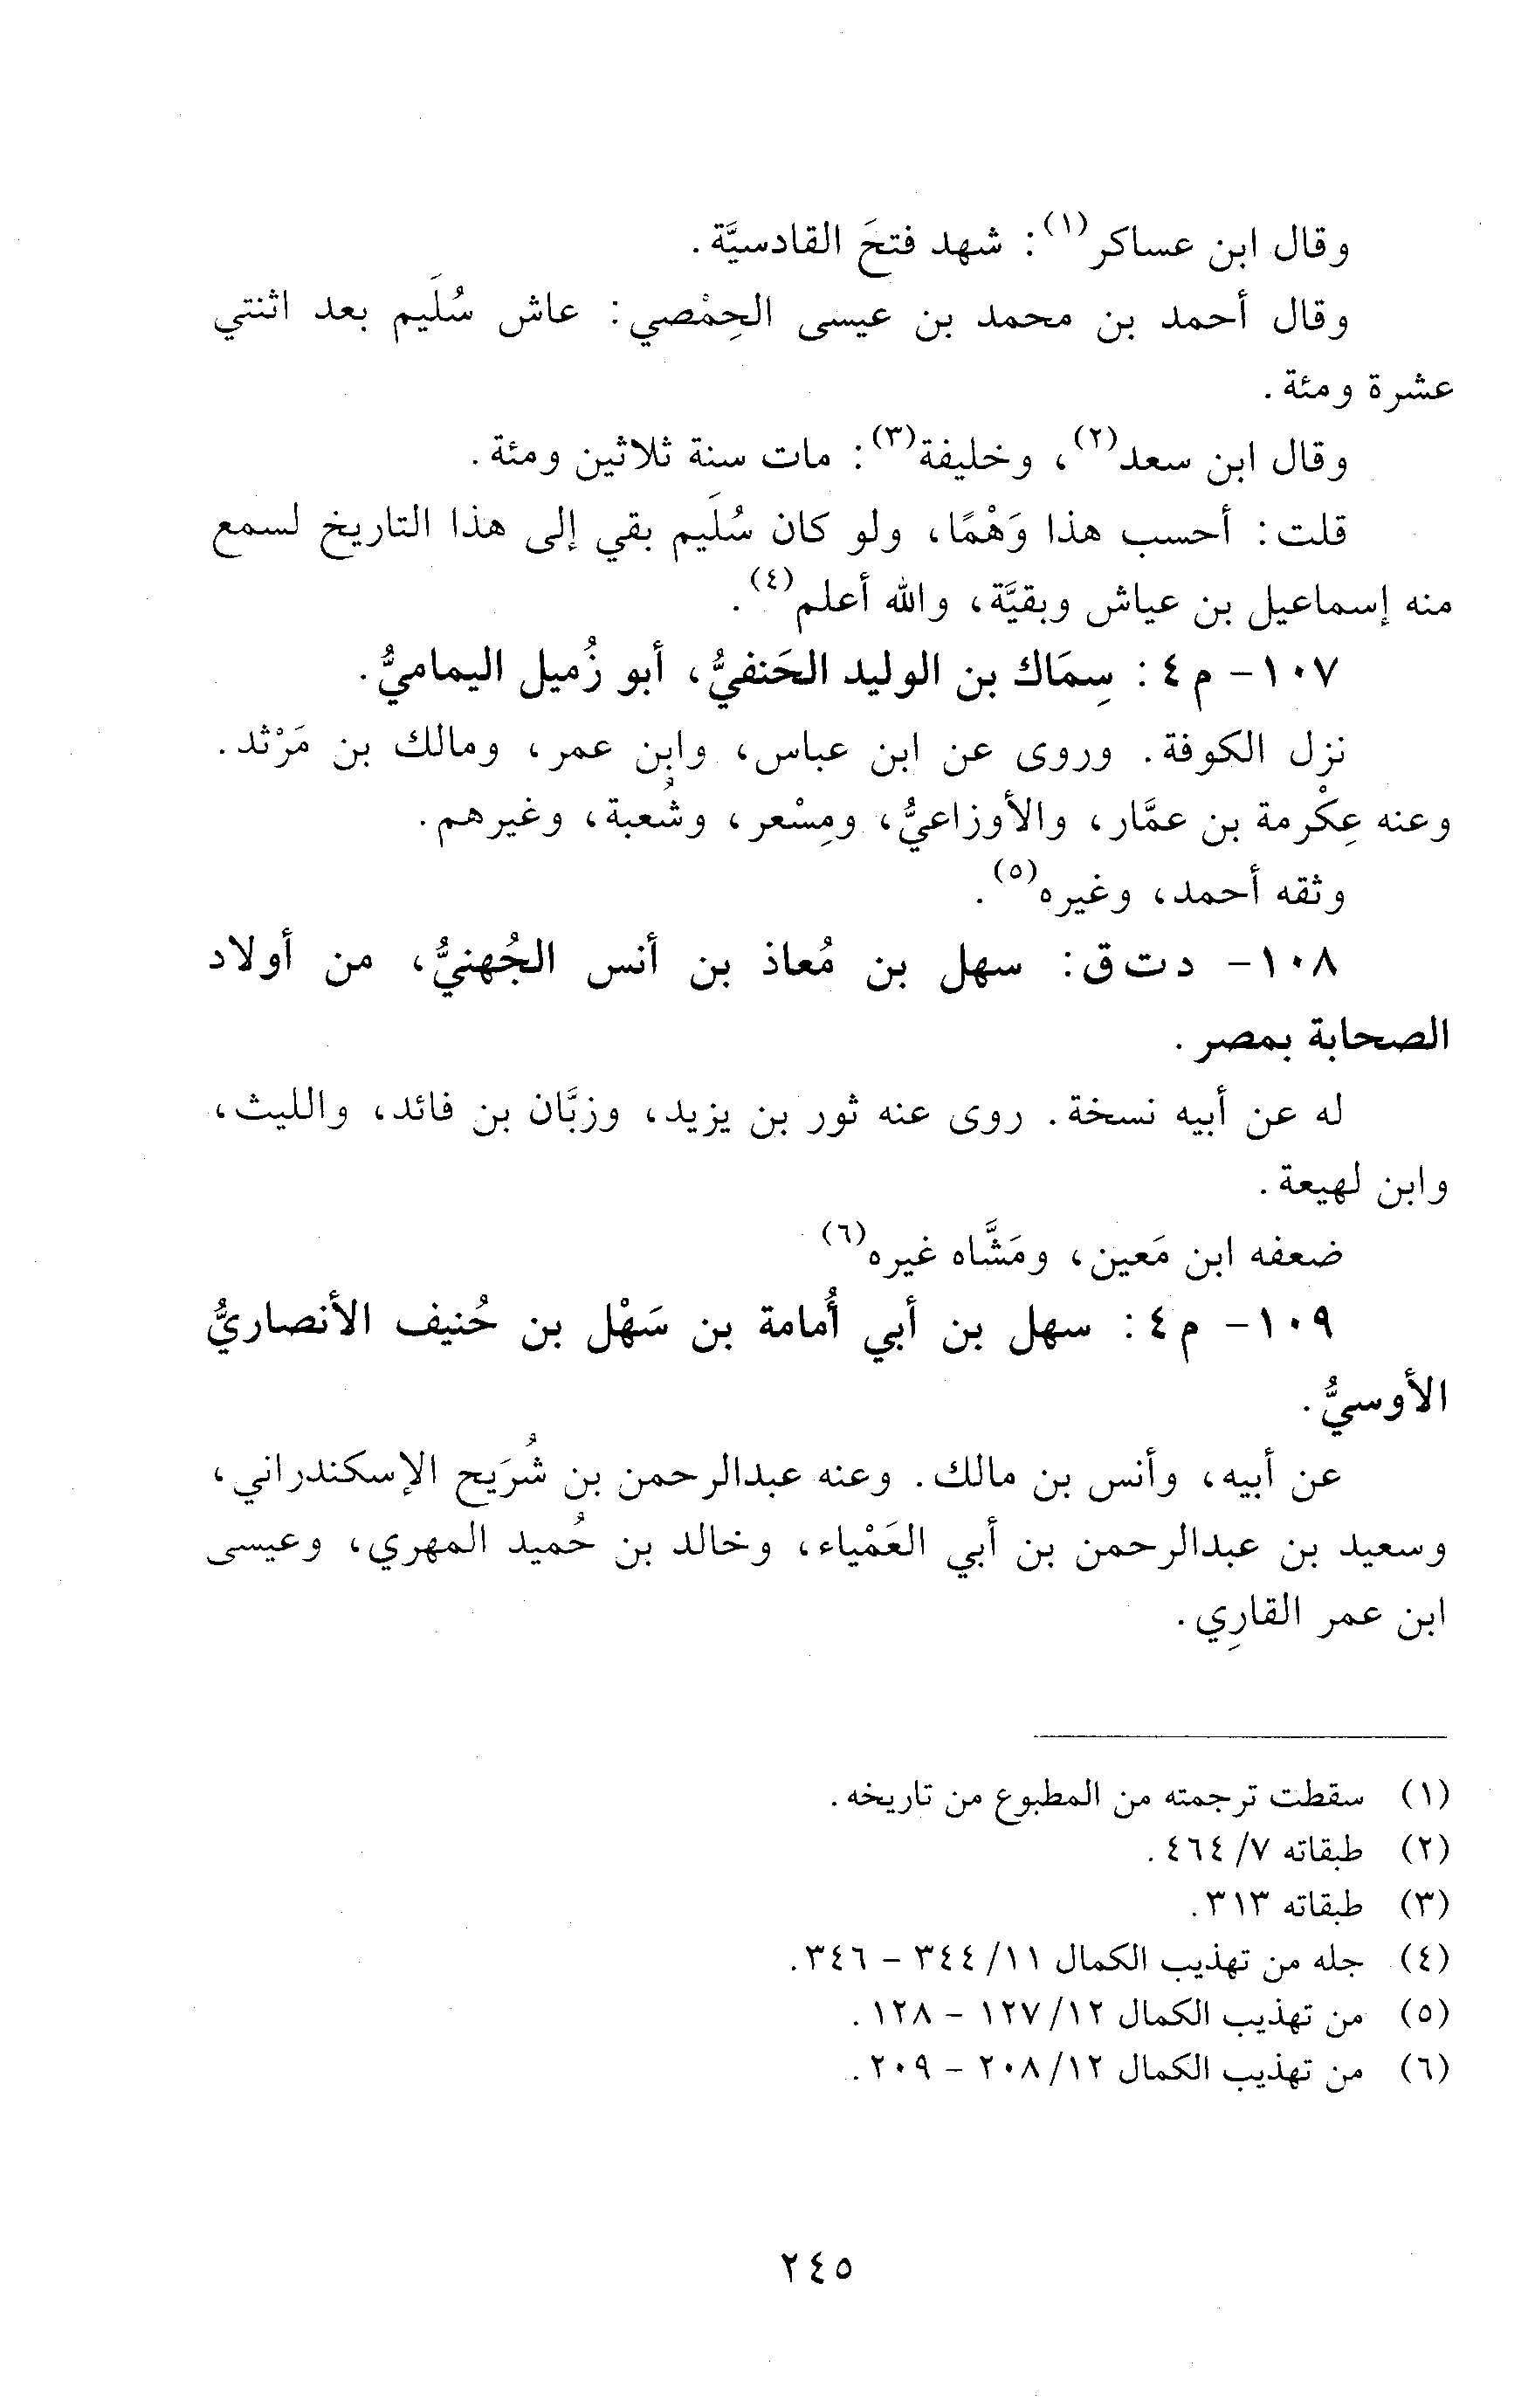 وقال ابن عساكر(١): شهد فتحَ القادسيَّة.
وقال أحمد بن محمد بن عيسى الحِمْصي: عاش سُلَيم بعد اثنتي
عشرة ومئة.
وقال ابن سعد(٢)، وخليفة(٣): مات سنة ثلاثين ومئة.
قلت: أحسب هذا وَهْمًا، ولو كان سُلَيم بقي إلى هذا التاريخ لسمع
منه إسماعيل بن عياش وبقيَّة، والله أعلم(٤).
١٠٧- م ٤: سِمَاك بن الوليد الحَنفيُّ، أبو زُميل اليماميُّ.
نزل الكوفة. وروى عن ابن عباس، وابن عمر، ومالك بن مَرْثد.
وعنه عِكْرمة بن عمَّار، والأوزاعيُّ، ومِسْعر، وشُعبة، وغيرهم.
وثقه أحمد، وغيره(٥).
١٠٨- د ت ق: سهل بن مُعاذ بن أنس الجُهنيُّ، من أولاد
الصحابة بمصر.
له عن أبيه نسخة. روى عنه ثور بن يزيد، وزبَّان بن فائد، والليث،
وابن لهيعة.
ضعفه ابن مَعين، ومَشَّاه غيره(٦)
١٠٩- م ٤: سهل بن أبي أُمامة بن سَهْل بن حُنيف الأنصاريُّ
الأوسيُّ.
عن أبيه، وأنس بن مالك. وعنه عبدالرحمن بن شُرَيح الإسكندراني،
وسعيد بن عبدالرحمن بن أبي العَمْياء، وخالد بن حُميد المهري، وعيسى
ابن عمر القارِي.
(١) سقطت ترجمته من المطبوع من تاريخه.
(٢) طبقاته ٧/ ٤٦٤.
(٣) طبقاته ٣١٣.
(٤) جله من تهذيب الكمال ١١/ ٣٤٤ - ٣٤٦.
(٥) من تهذيب الكمال ١٢/ ١٢٧ - ١٢٨.
(٦) من تهذيب الكمال ١٢/ ٢٠٨ - ٢٠٩.
٢٤٥